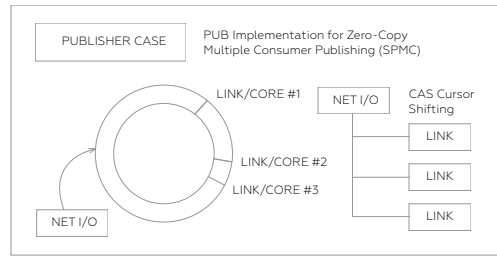 PUBLISHER CASE
PUB Implementation for Zero-Copy
Multiple Consumer Publishing (SPMC)
LINK/CORE #1
LINK/CORE #2
LINK/CORE #3
NET I/O
NET I/O
CAS Cursor
Shifting
LINK
LINK
LINK